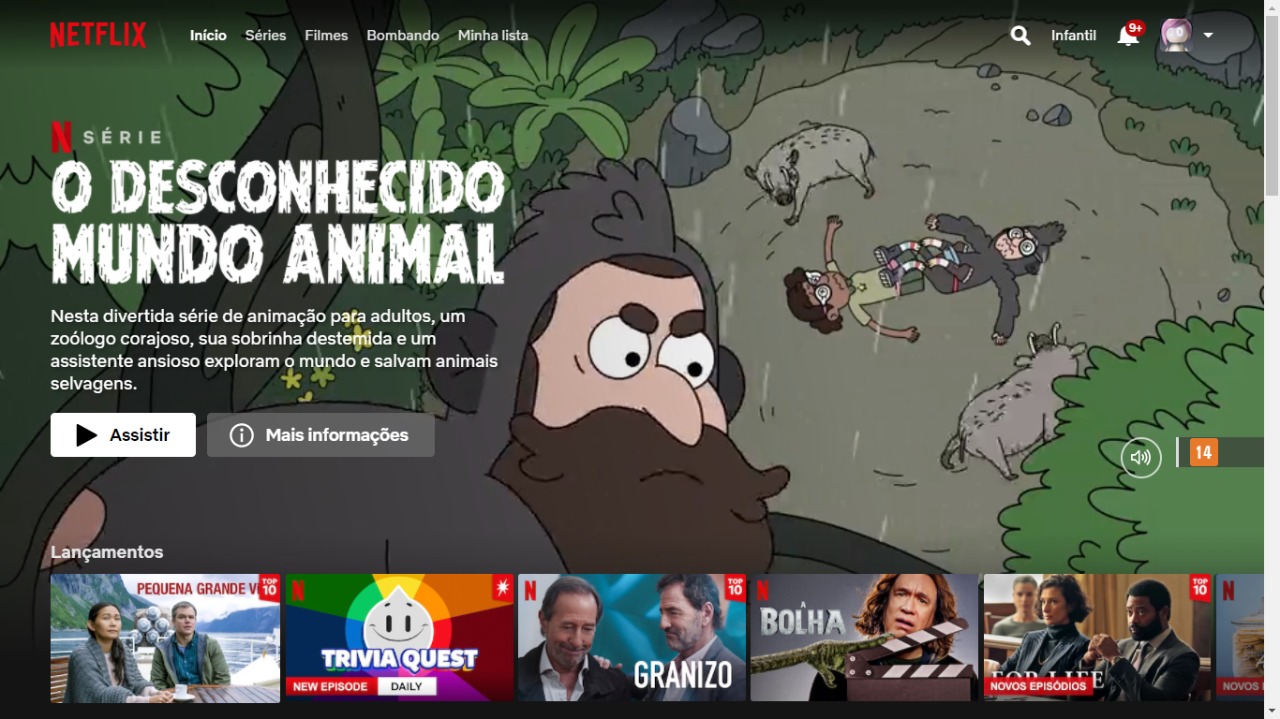 NETFLIX
Início Séries Filmes Bombando Minha lista
Infantil 9+
N SÉRIE
O DESCONHECIDO
MUNDO ANIMAL
Nesta divertida série de animação para adultos, um
zoólogo corajoso, sua sobrinha destemida e um
assistente ansioso exploram o mundo e salvam animais
selvagens.
Assistir Mais informações
14
Lançamentos
PEQUENA GRANDE
TOP
10
N
TRIVIA QUEST
NEW EPISODE DAILY
N
TOP
10
GRANIZO
N
A
BOLHA
TOP
10
FOR LIFE
NOVOS EPISÓDIOS
N
NOVOS